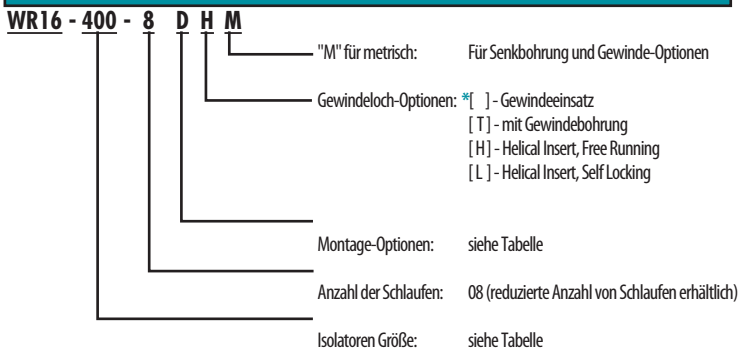 WR16 - 400 - 8 D H M
"M" für metrisch: Für Senkbohrung und Gewinde-Optionen
Gewindeloch-Optionen: *[ ] - Gewindeeinsatz
[ T ] - mit Gewindebohrung
[ H ] - Helical Insert, Free Running
[ L ] - Helical Insert, Self Locking
Montage-Optionen: siehe Tabelle
Anzahl der Schlaufen: 08 (reduzierte Anzahl von Schlaufen erhältlich)
Isolatoren Größe: siehe Tabelle